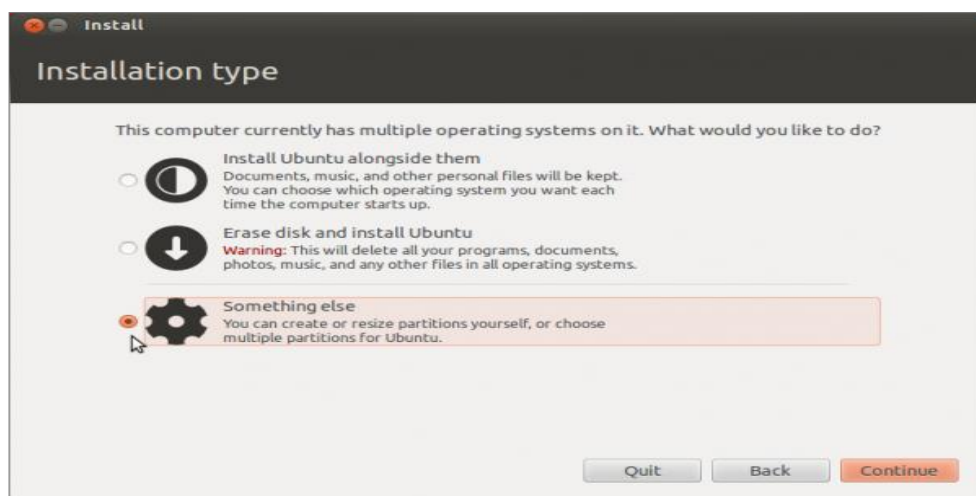 Install
Installation type
This computer currently has multiple operating systems on it. What would you like to do?
Install Ubuntu alongside them
Documents, music, and other personal files will be kept.
You can choose which operating system you want each
time the computer starts up.
Erase disk and install Ubuntu
Warning: This will delete all your programs, documents,
photos, music, and any other files in all operating systems.
Something else
You can create or resize partitions yourself, or choose
multiple partitions for Ubuntu.
Quit Back Continue